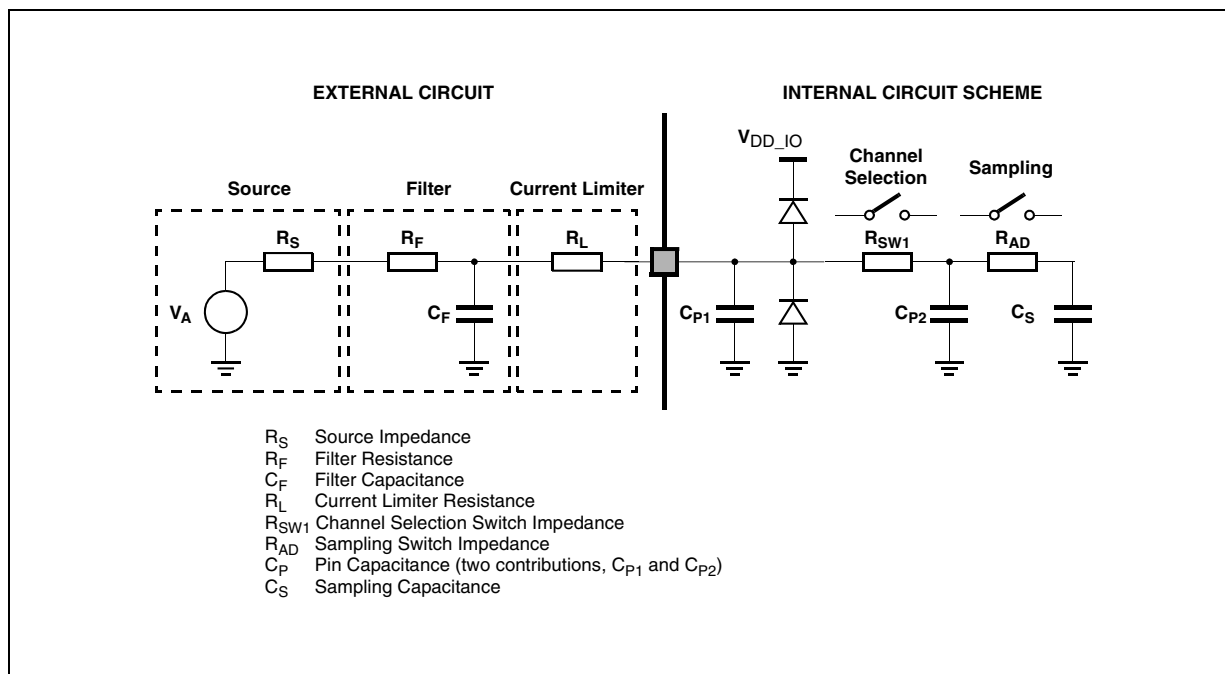 EXTERNAL CIRCUIT
INTERNAL CIRCUIT SCHEME
VDD_IO
Channel
Selection
Sampling
Source
Filter
Current Limiter
RS
RF
RL
RSW1
RAD
VA
CF
CP1
CP2
CS
RS Source Impedance
RF Filter Resistance
CF Filter Capacitance
RL Current Limiter Resistance
RSW1 Channel Selection Switch Impedance
RAD Sampling Switch Impedance
CP Pin Capacitance (two contributions, CP1 and CP2)
CS Sampling Capacitance